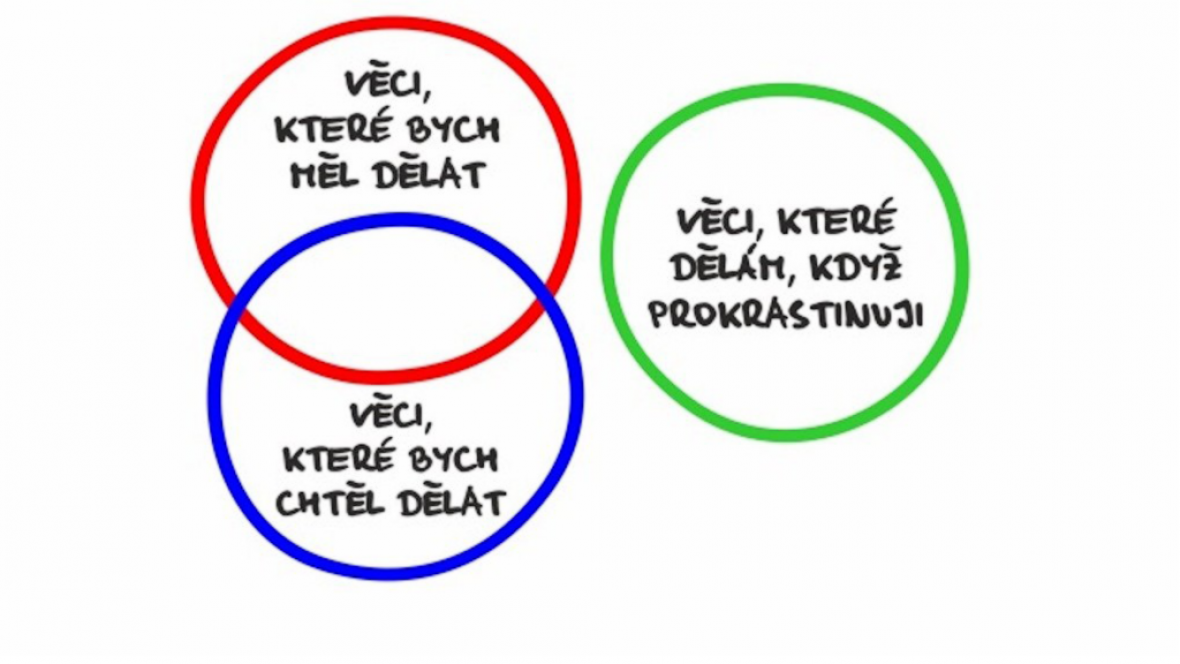 VĚCI,
KTERÉ BYCH
MĚL DĚLAT
VĚCI, KTERÉ
DĚLÁM, KDYŽ
PROKRASTINUJI
VĚCI,
KTERÉ BYCH
CHTĚL DĚLAT